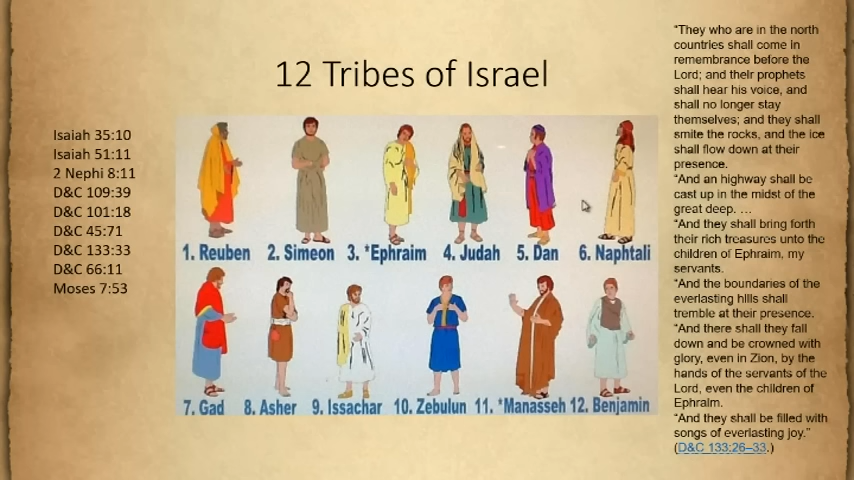 12 Tribes of Israel
Isaiah 35:10
Isaiah 51:11
2 Nephi 8:11
D&C 109:39
D&C 101:18
D&C 45:71
D&C 133:33
D&C 66:11
Moses 7:53
1. Reuben 2. Simeon 3. *Ephraim 4. Judah 5. Dan 6. Naphtali
7. Gad 8. Asher 9. Issachar 10. Zebulun 11. *Manasseh 12. Benjamin
“They who are in the north
countries shall come in
remembrance before the
Lord; and their prophets
shall hear his voice, and
shall no longer stay
themselves; and they shall
smite the rocks, and the ice
shall flow down at their
presence.
“And an highway shall be
cast up in the midst of the
great deep. …
“And they shall bring forth
their rich treasures unto the
children of Ephraim, my
servants.
“And the boundaries of the
everlasting hills shall
tremble at their presence.
“And there shall they fall
down and be crowned with
glory, even in Zion, by the
hands of the servants of the
Lord, even the children of
Ephraim.
“And they shall be filled with
songs of everlasting joy.”
(D&C 133:26–33.)